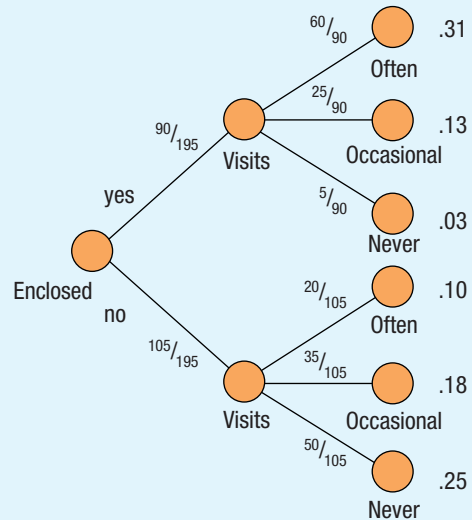 60/90
.31
Often
25/90
.13
90/195
Visits
Occasional
yes
5/90
.03
Never
Enclosed
20/105
.10
no
Often
105/195
35/105
.18
Visits
Occasional
50/105
.25
Never